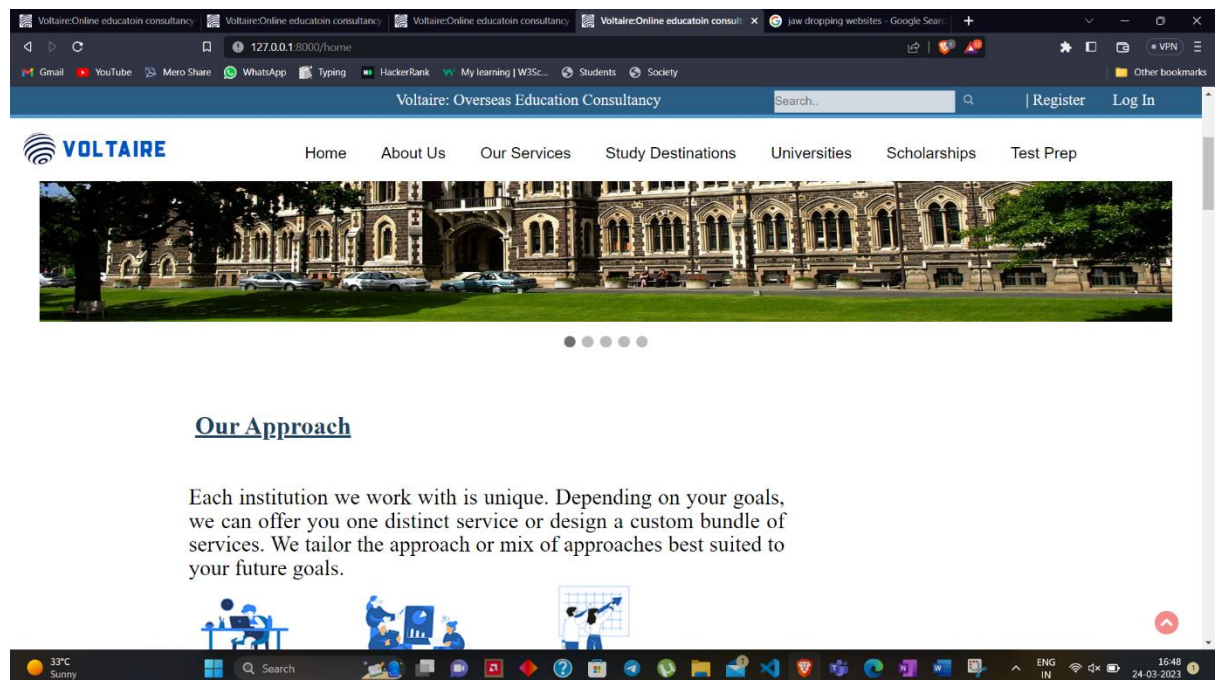 Voltaire:Online educatoin consultancy
Voltaire:Online educatoin consultancy
Voltaire:Online educatoin consultancy
Voltaire:Online educatoin consult
jaw dropping websites - Google Searc
127.0.0.1:8000/home
VPN
Gmail YouTube Mero Share WhatsApp Typing HackerRank My learning | W3Sc... Students Society Other bookmarks
Voltaire: Overseas Education Consultancy Search.. | Register Log In
VOLTAIRE Home About Us Our Services Study Destinations Universities Scholarships Test Prep
Our Approach
Each institution we work with is unique. Depending on your goals,
we can offer you one distinct service or design a custom bundle of
services. We tailor the approach or mix of approaches best suited to
your future goals.
33°C
Sunny
Search
ENG
IN
16:48
24-03-2023
1